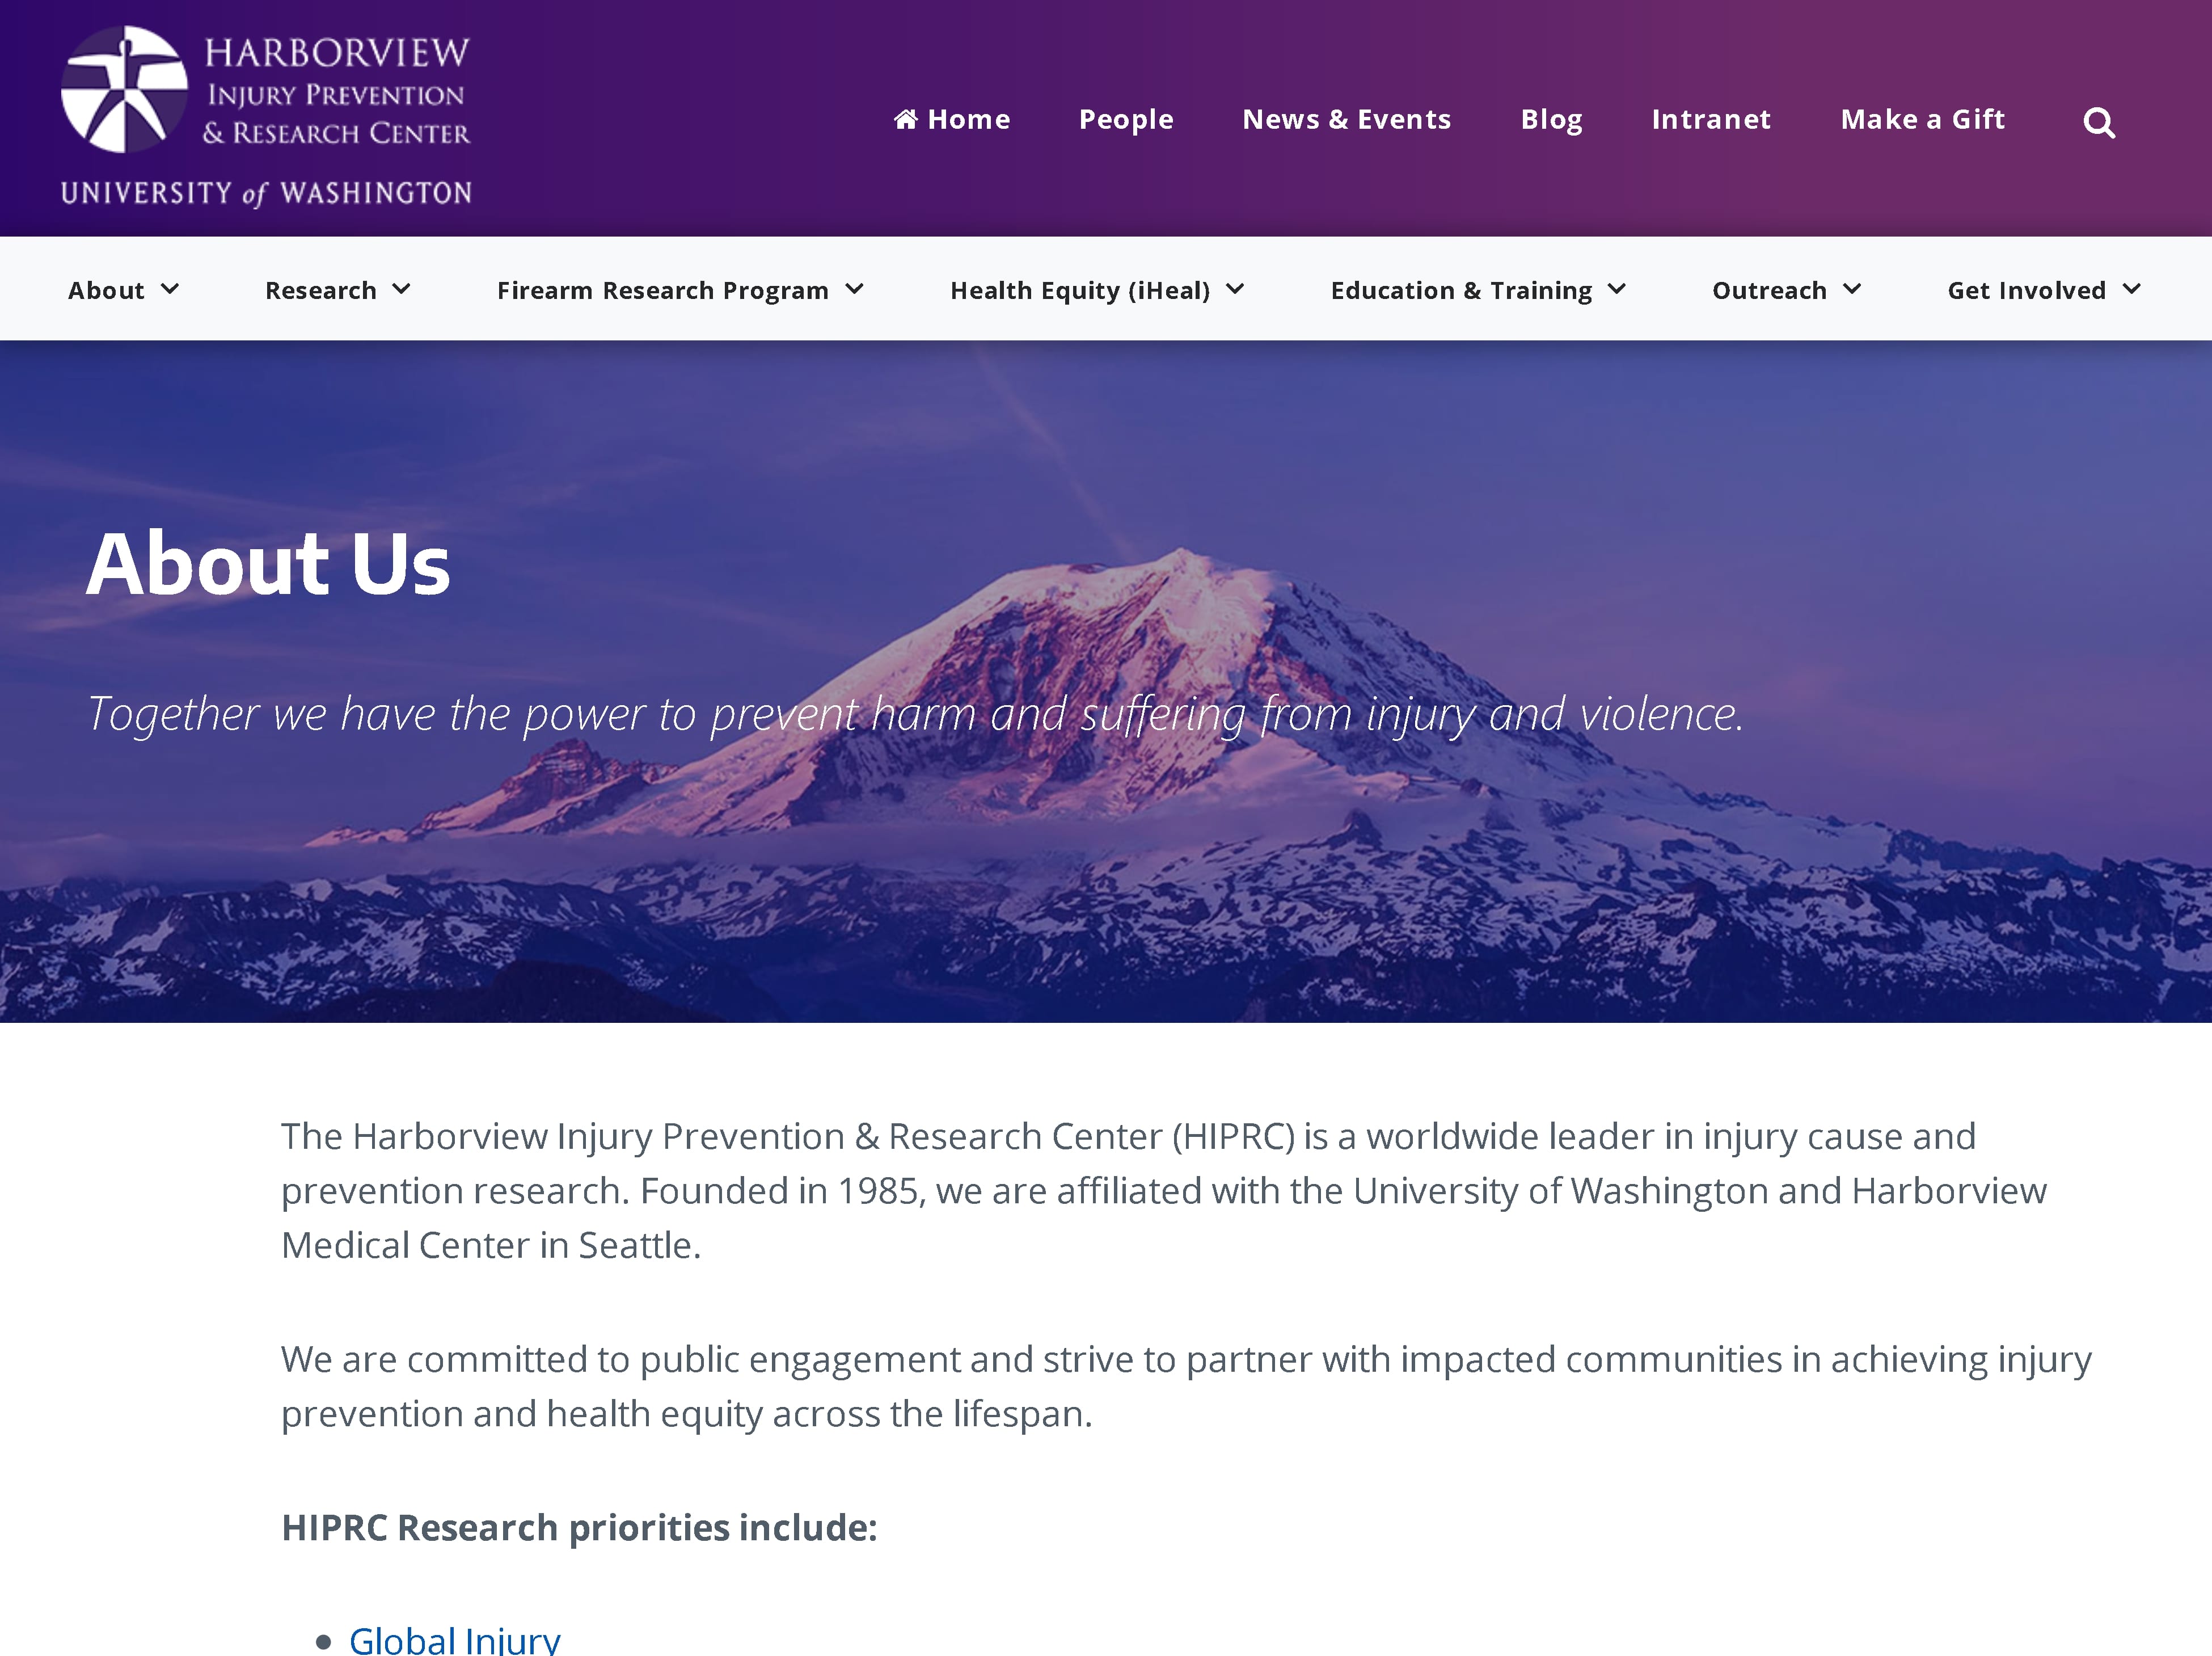 HARBORVIEW
INJURY PREVENTION
& RESEARCH CENTER
UNIVERSITY of WASHINGTON
Home People News & Events Blog Intranet Make a Gift
About Research Firearm Research Program Health Equity (iHeal) Education & Training Outreach Get Involved
About Us
Together we have the power to prevent harm and suffering from injury and violence.
The Harborview Injury Prevention & Research Center (HIPRC) is a worldwide leader in injury cause and
prevention research. Founded in 1985, we are affiliated with the University of Washington and Harborview
Medical Center in Seattle.
We are committed to public engagement and strive to partner with impacted communities in achieving injury
prevention and health equity across the lifespan.
HIPRC Research priorities include:
Global Injury